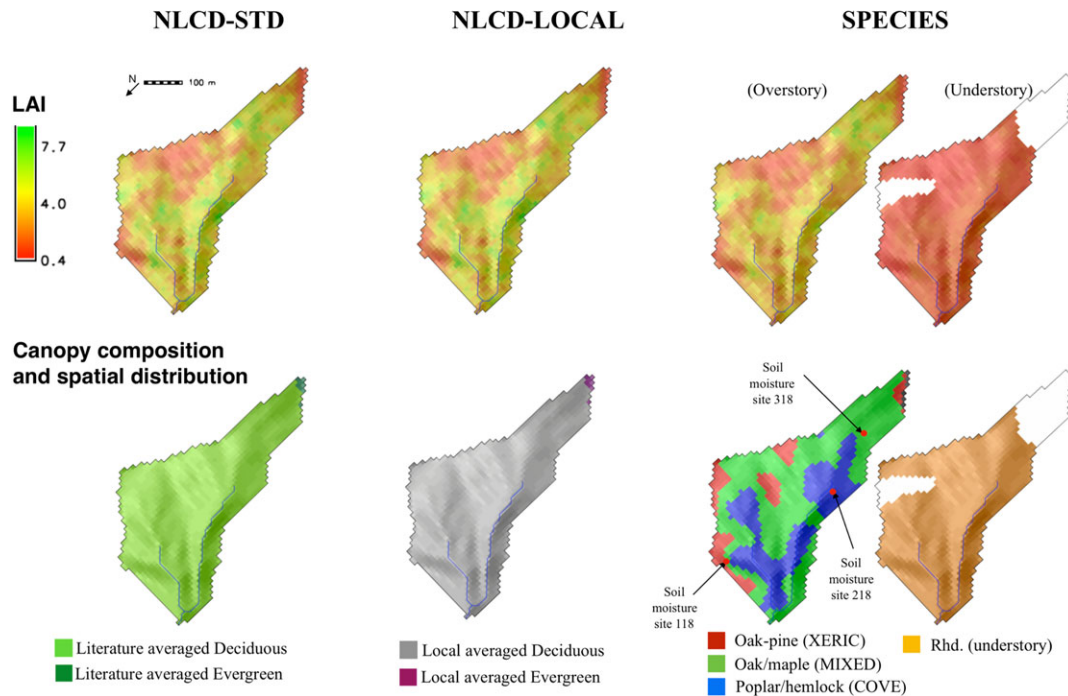 NLCD-STD
NLCD-LOCAL
SPECIES
N
100 m
(Overstory)
(Understory)
LAI
7.7
4.0
0.4
Canopy composition
and spatial distribution
Soil
moisture
site 318
Soil
moisture
site 218
Soil
moisture
site 118
Literature averaged Deciduous
Literature averaged Evergreen
Local averaged Deciduous
Local averaged Evergreen
Oak-pine (XERIC)
Oak/maple (MIXED)
Poplar/hemlock (COVE)
Rhd. (understory)